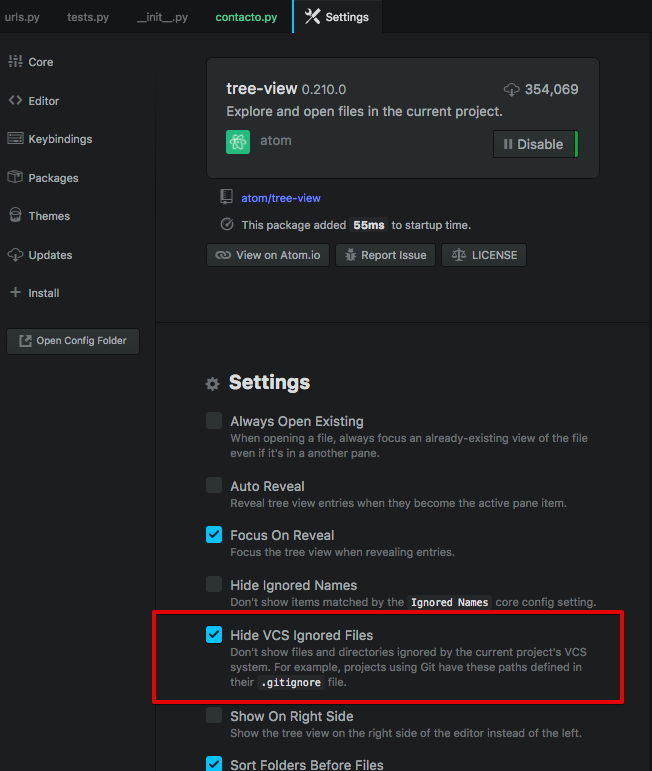 urls.py tests.py __init__.py contacto.py Settings
Core
Editor
Keybindings
Packages
Themes
Updates
Install
Open Config Folder
tree-view 0.210.0 354,069
Explore and open files in the current project.
atom Disable
atom/tree-view
This package added 55ms to startup time.
View on Atom.io Report Issue LICENSE
Settings
Always Open Existing
When opening a file, always focus an already-existing view of the file
even if it's in a another pane.
Auto Reveal
Reveal tree view entries when they become the active pane item.
Focus On Reveal
Focus the tree view when revealing entries.
Hide Ignored Names
Don't show items matched by the Ignored Names core config setting.
Hide VCS Ignored Files
Don't show files and directories ignored by the current project's VCS
system. For example, projects using Git have these paths defined in
their .gitignore file.
Show On Right Side
Show the tree view on the right side of the editor instead of the left.
Sort Folders Before Files